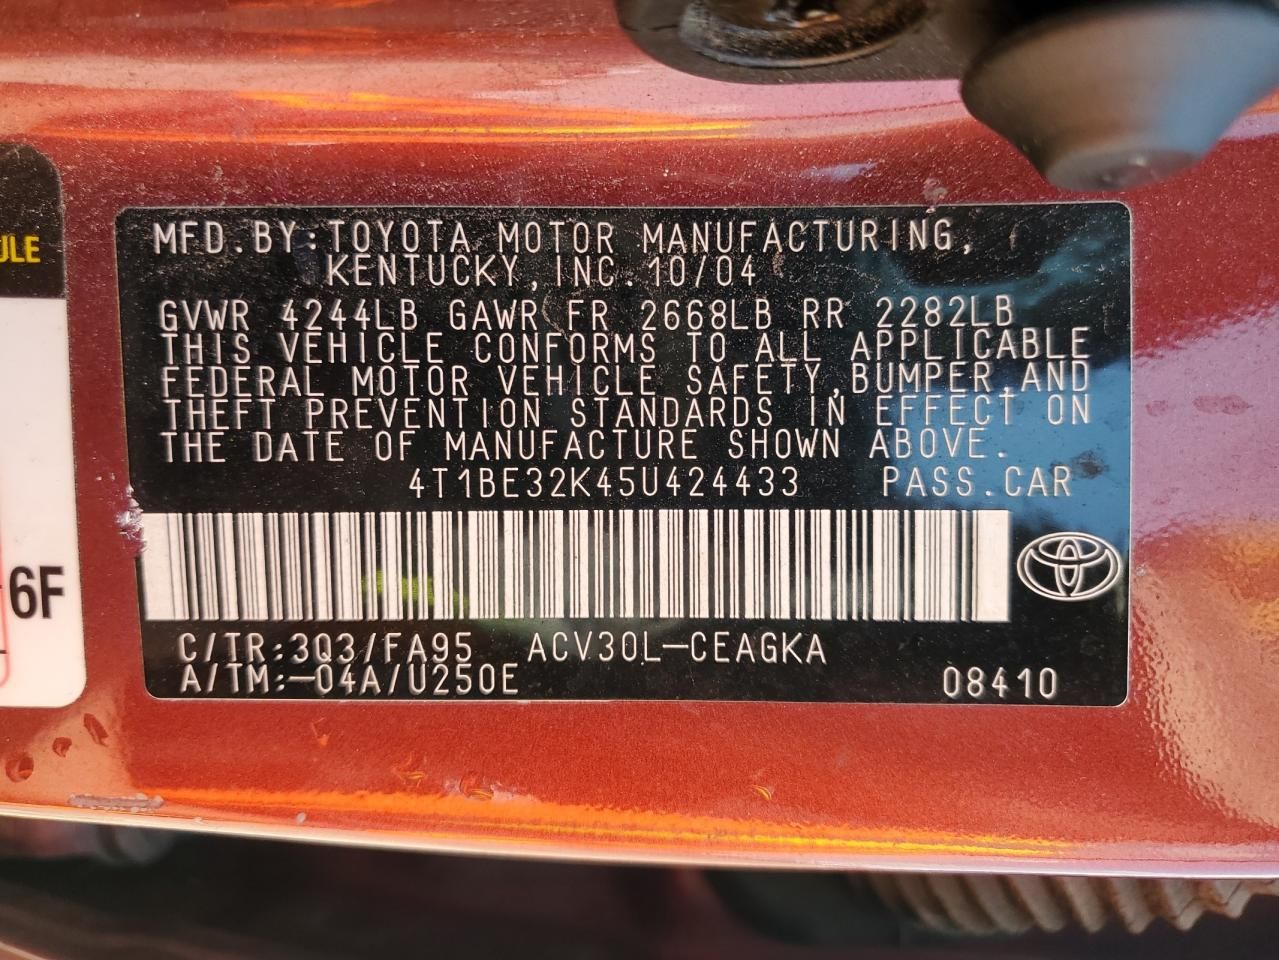 MFD.BY:TOYOTA MOTOR MANUFACTURING,
KENTUCKY,INC.10/04
GVWR 4244LB GAWR FR 2668LB RR 2282LB
THIS VEHICLE CONFORMS TO ALL APPLICABLE
FEDERAL MOTOR VEHICLE SAFETY,BUMPER,AND
THEFT PREVENTION STANDARDS IN EFFECT ON
THE DATE OF MANUFACTURE SHOWN ABOVE.
4T1BE32K45U424433 PASS.CAR
C/TR:3Q3/FA95 ACV30L-CEAGKA
A/TM:-04A/U250E 08410
6F